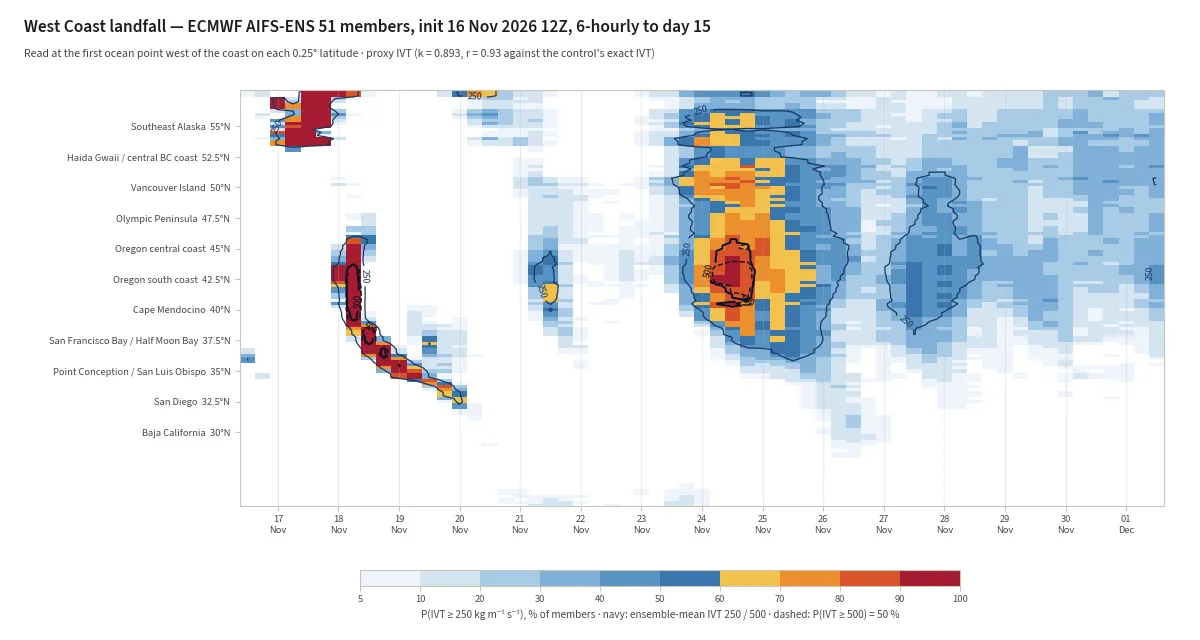 West Coast landfall — ECMWF AIFS-ENS 51 members, init 16 Nov 2026 12Z, 6-hourly to day 15
Read at the first ocean point west of the coast on each 0.25° latitude · proxy IVT (k = 0.893, r = 0.93 against the control's exact IVT)
Southeast Alaska 55°N
Haida Gwaii / central BC coast 52.5°N
Vancouver Island 50°N
Olympic Peninsula 47.5°N
Oregon central coast 45°N
Oregon south coast 42.5°N
Cape Mendocino 40°N
San Francisco Bay / Half Moon Bay 37.5°N
Point Conception / San Luis Obispo 35°N
San Diego 32.5°N
Baja California 30°N
250
250
250
250
500
250
250
500
250
250
17 18 19 20 21 22 23 24 25 26 27 28 29 30 01
Nov Nov Nov Nov Nov Nov Nov Nov Nov Nov Nov Nov Nov Nov Dec
5 10 20 30 40 50 60 70 80 90 100
P(IVT ≥ 250 kg m⁻¹ s⁻¹), % of members · navy: ensemble-mean IVT 250 / 500 · dashed: P(IVT ≥ 500) = 50 %